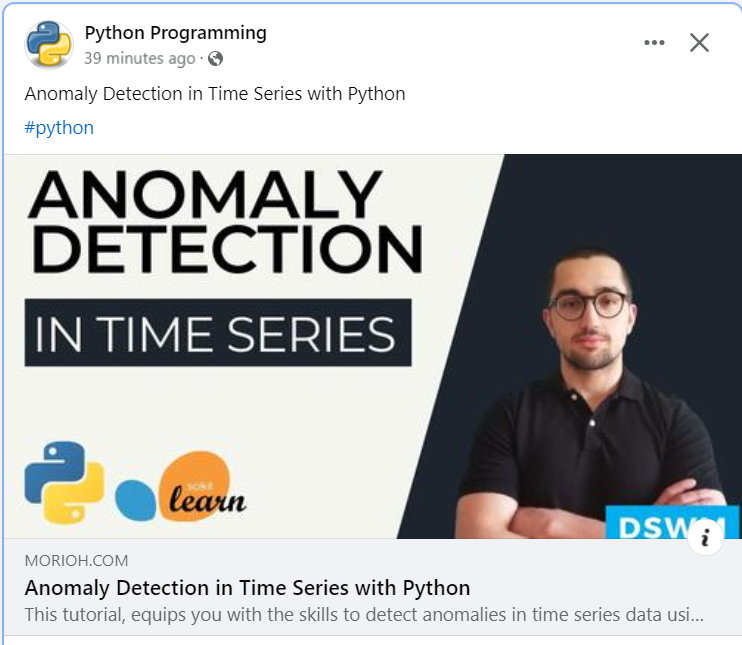 Python Programming
39 minutes ago ·
Anomaly Detection in Time Series with Python
#python
ANOMALY
DETECTION
IN TIME SERIES
scikit
learn
MORIOH.COM
Anomaly Detection in Time Series with Python
This tutorial, equips you with the skills to detect anomalies in time series data usi...